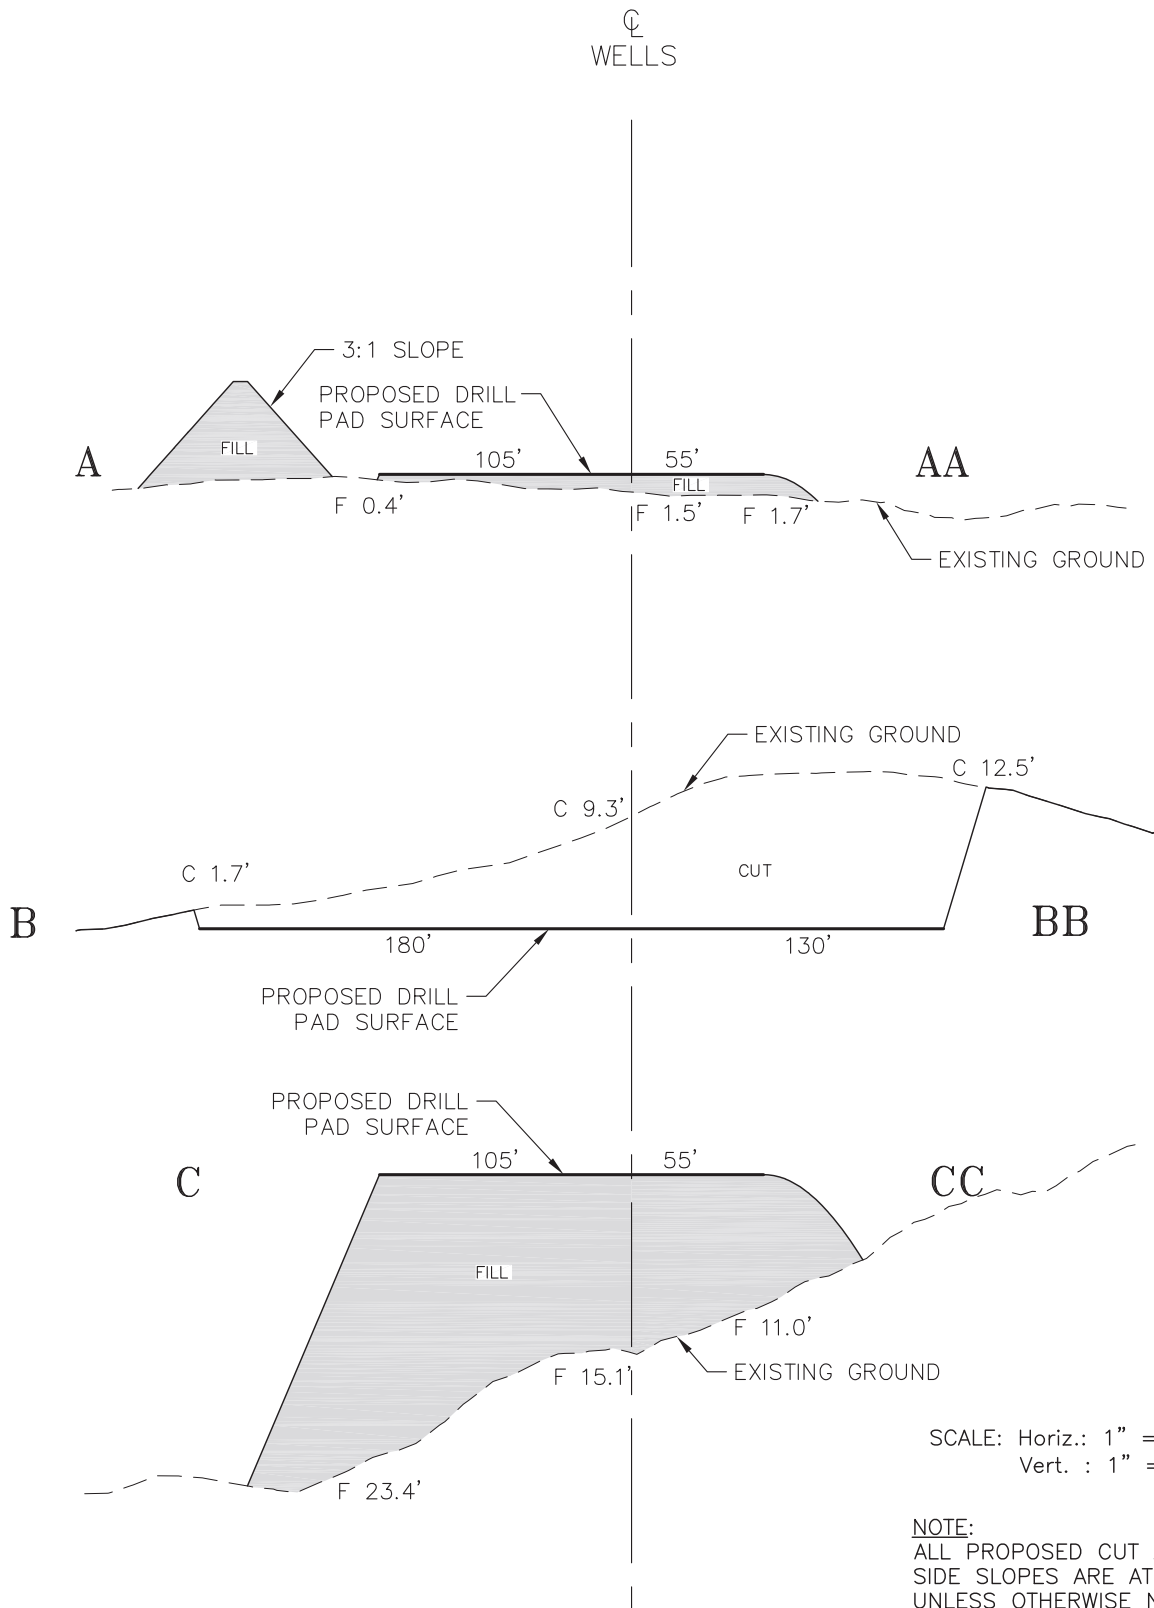 ℄
WELLS
3:1 SLOPE
PROPOSED DRILL
PAD SURFACE
FILL
A
105'
55'
AA
FILL
F 0.4'
F 1.5'
F 1.7'
EXISTING GROUND
EXISTING GROUND
C 12.5'
C 9.3'
C 1.7'
CUT
B
BB
180'
130'
PROPOSED DRILL
PAD SURFACE
PROPOSED DRILL
PAD SURFACE
C
105'
55'
CC
FILL
F 11.0'
F 15.1'
EXISTING GROUND
F 23.4'
SCALE: Horiz.: 1" =
Vert. : 1" =
NOTE:
ALL PROPOSED CUT
SIDE SLOPES ARE AT
UNLESS OTHERWISE